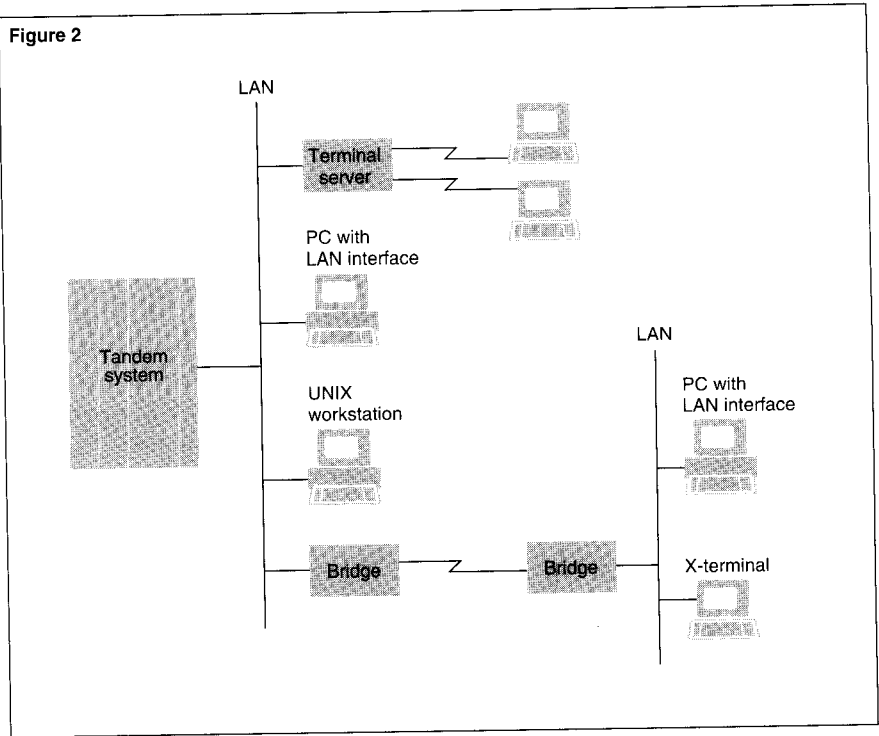 Figure 2
LAN
Terminal
server
PC with
LAN interface
Tandem
system
UNIX
workstation
Bridge
Bridge
LAN
PC with
LAN interface
X-terminal